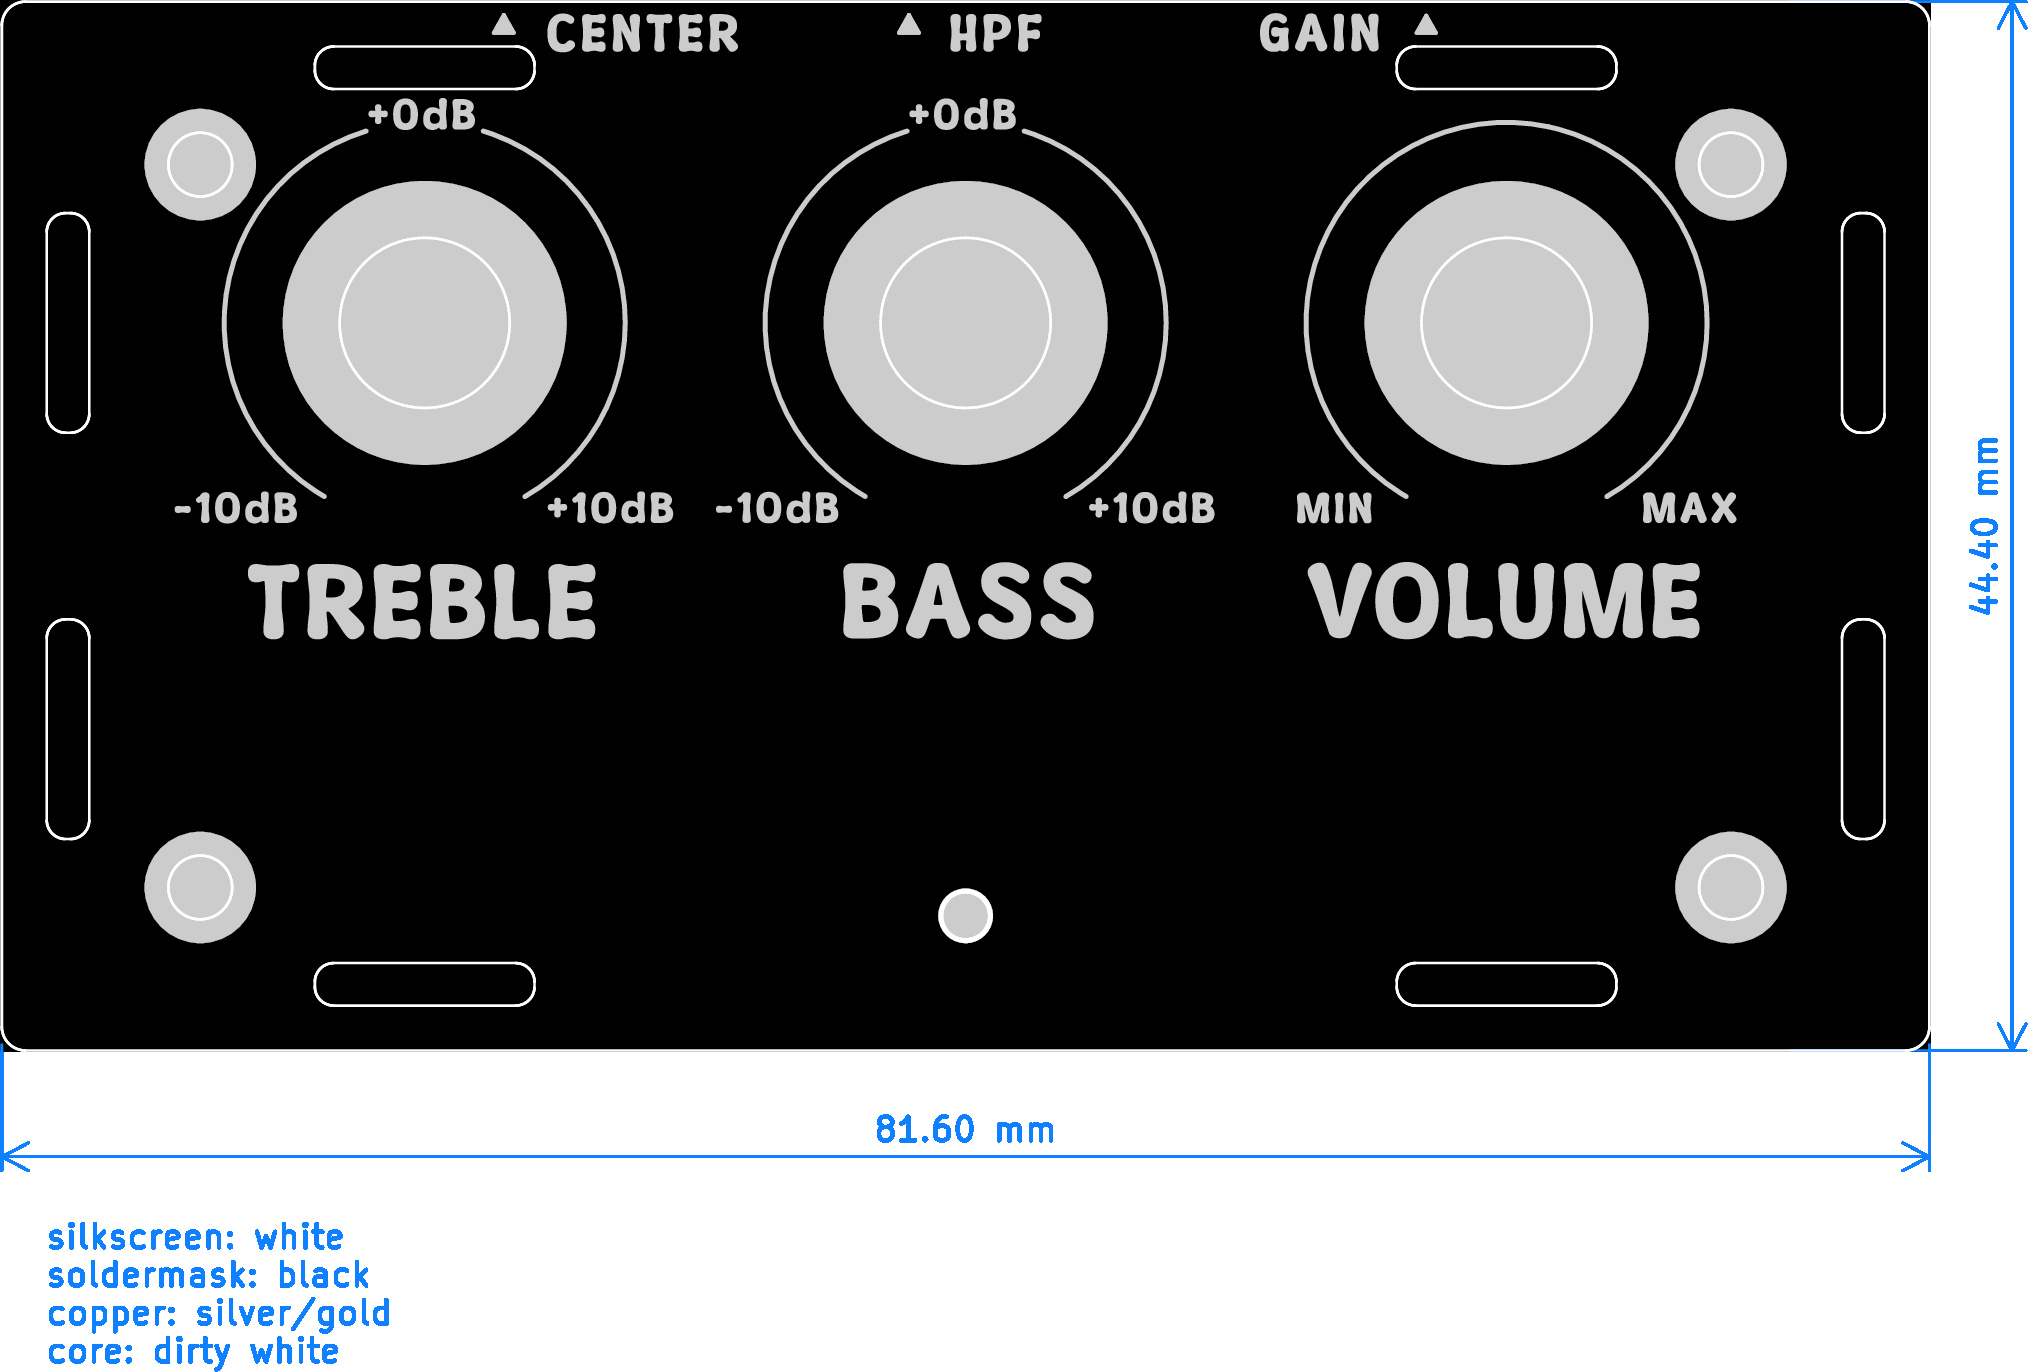 ▲ CENTER ▲ HPF GAIN ▲
+0dB +0dB
-10dB +10dB -10dB +10dB MIN MAX
TREBLE BASS VOLUME
44.40 mm
81.60 mm
silkscreen: white
soldermask: black
copper: silver/gold
core: dirty white